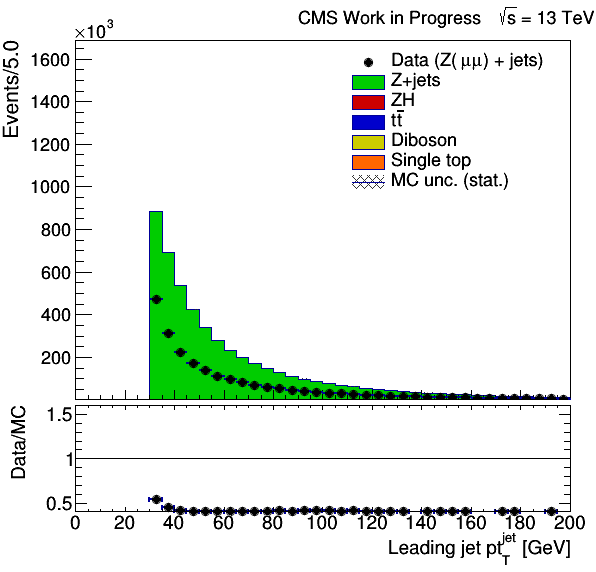 CMS Work in Progress √s = 13 TeV
×10³
Events/5.0
1600
1400
1200
1000
800
600
400
200
Data (Z( μμ) + jets)
Z+jets
ZH
tt̅
Diboson
Single top
MC unc. (stat.)
Data/MC
1.5
1
0.5
0 20 40 60 80 100 120 140 160 180 200
Leading jet pt_T^jet [GeV]